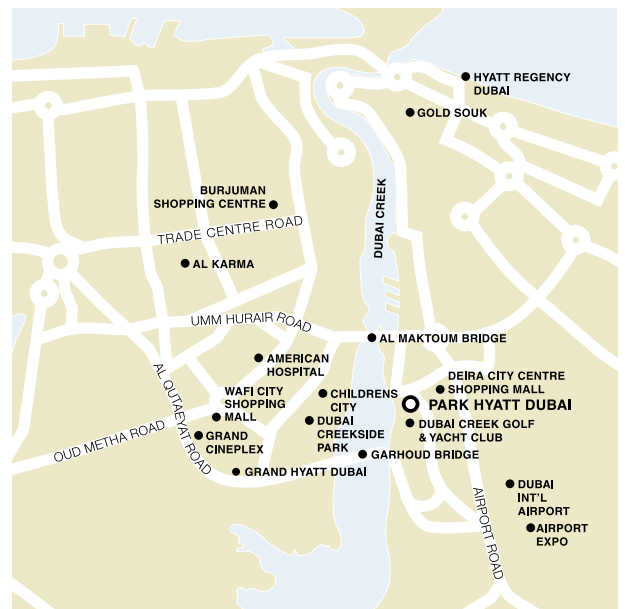 HYATT REGENCY
DUBAI
GOLD SOUK
BURJUMAN
SHOPPING CENTRE
TRADE CENTRE ROAD
DUBAI CREEK
AL KARMA
UMM HURAIR ROAD
AL MAKTOUM BRIDGE
AMERICAN
HOSPITAL
DEIRA CITY CENTRE
SHOPPING MALL
AL QUTAEYAT ROAD
WAFI CITY
SHOPPING
MALL
CHILDRENS
CITY
PARK HYATT DUBAI
DUBAI
CREEKSIDE
PARK
DUBAI CREEK GOLF
& YACHT CLUB
OUD METHA ROAD
GRAND
CINEPLEX
GARHOUD BRIDGE
GRAND HYATT DUBAI
DUBAI
INT'L
AIRPORT
AIRPORT ROAD
AIRPORT
EXPO